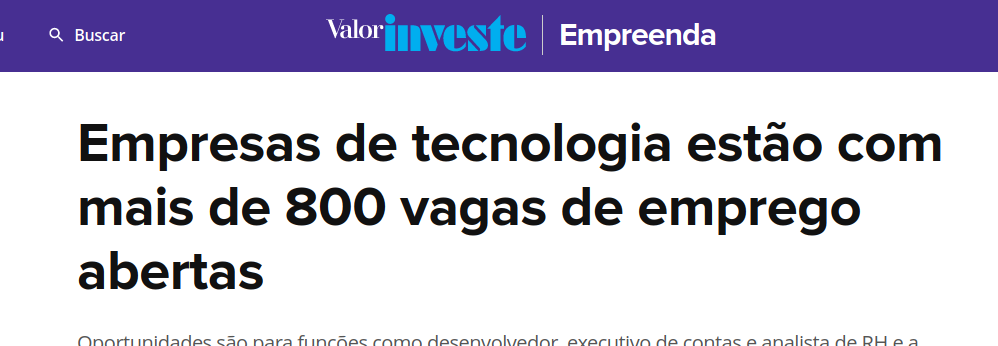 Buscar
Valor investe Empreenda
Empresas de tecnologia estão com
mais de 800 vagas de emprego
abertas
Oportunidades são para funções como desenvolvedor, executivo de contas e analista de RH e a